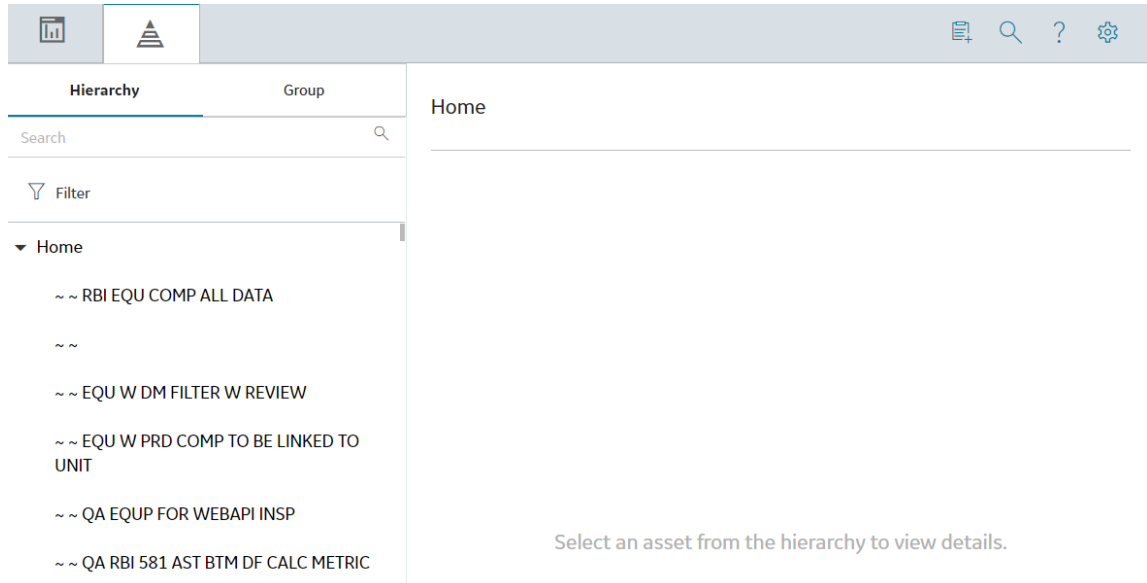 Hierarchy
Group
Search
Filter
Home
~ ~ RBI EQU COMP ALL DATA
~ ~
~ ~ EQU W DM FILTER W REVIEW
~ ~ EQU W PRD COMP TO BE LINKED TO
UNIT
~ ~ QA EQUP FOR WEBAPI INSP
~ ~ QA RBI 581 AST BTM DF CALC METRIC
Home
Select an asset from the hierarchy to view details.